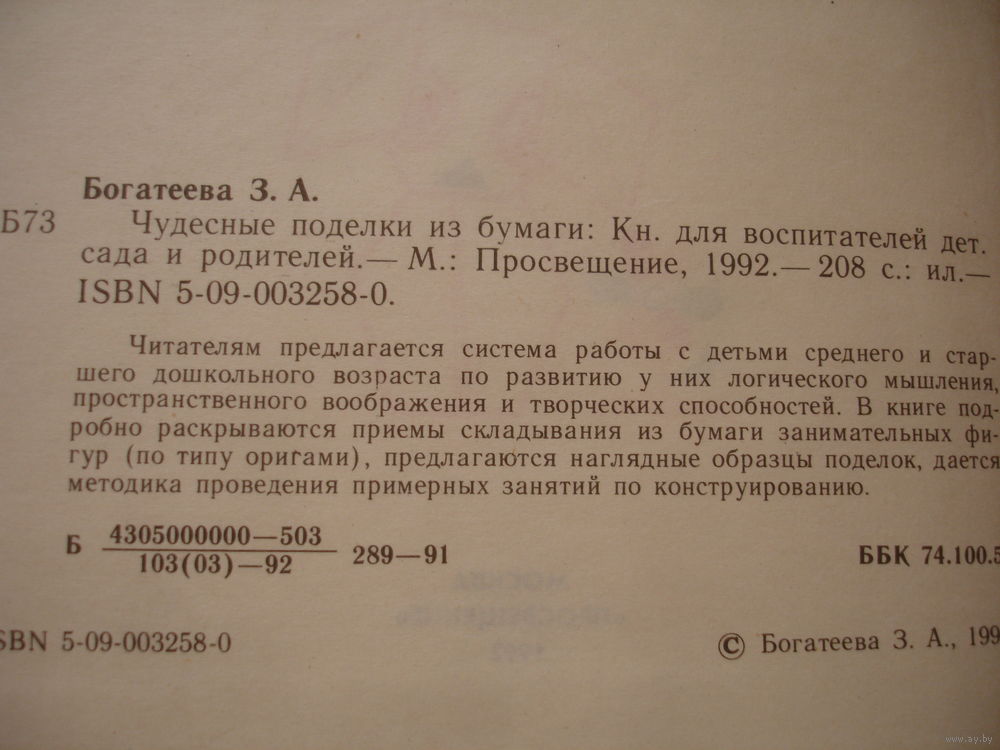 Богатеева З. А.
Б73 Чудесные поделки из бумаги: Кн. для воспитателей дет.
сада и родителей.— М.: Просвещение, 1992.— 208 с.: ил.—
ISBN 5-09-003258-0.
Читателям предлагается система работы с детьми среднего и стар-
шего дошкольного возраста по развитию у них логического мышления,
пространственного воображения и творческих способностей. В книге под-
робно раскрываются приемы складывания из бумаги занимательных фи-
гур (по типу оригами), предлагаются наглядные образцы поделок, дается
методика проведения примерных занятий по конструированию.
Б 4305000000—503
103(03)—92
289—91
ББК 74.100.5
SBN 5-09-003258-0
© Богатеева З. А., 199
www.ay.by